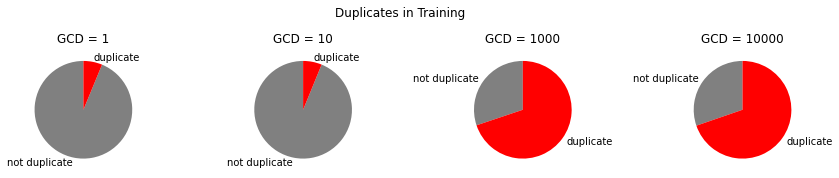 Duplicates in Training
GCD = 1
duplicate
not duplicate
GCD = 10
duplicate
not duplicate
GCD = 1000
not duplicate
duplicate
GCD = 10000
not duplicate
duplicate